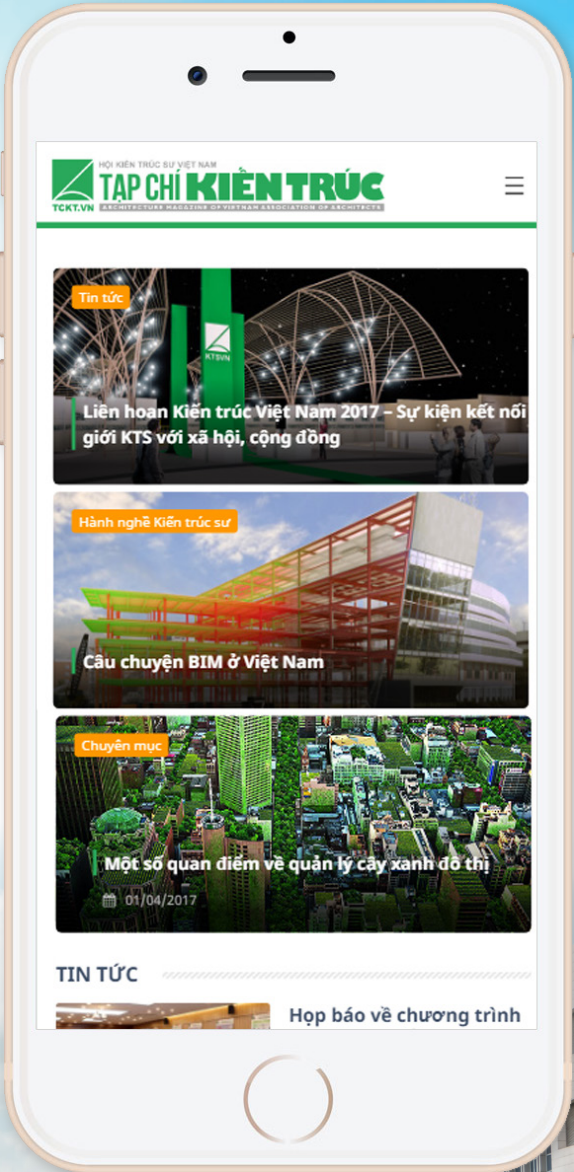 HỘI KIẾN TRÚC SƯ VIỆT NAM
TẠP CHÍ KIẾN TRÚC
TCKT.VN
ARCHITECTURE MAGAZINE OF VIETNAM ASSOCIATION OF ARCHITECTS
Tin tức
KTSVN
Liên hoan Kiến trúc Việt Nam 2017 – Sự kiện kết nối
giới KTS với xã hội, cộng đồng
Hành nghề Kiến trúc sư
Câu chuyện BIM ở Việt Nam
Chuyên mục
Một số quan điểm về quản lý cây xanh đô thị
01/04/2017
TIN TỨC
Họp báo về chương trình